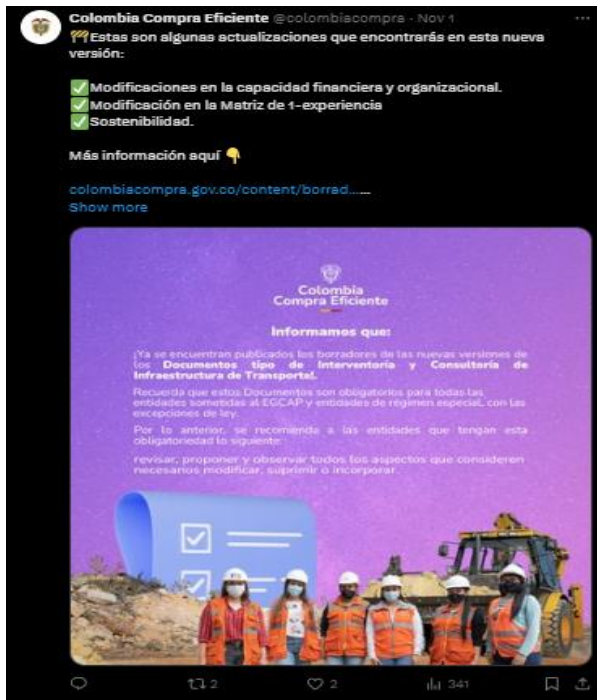 Colombia Compra Eficiente @colombiacompra · Nov 1
🚧Estas son algunas actualizaciones que encontrarás en esta nueva
versión:
✅Modificaciones en la capacidad financiera y organizacional.
✅Modificación en la Matriz de 1-experiencia
✅Sostenibilidad.
Más información aquí 👇
colombiacompra.gov.co/content/borrad......
Show more
Colombia
Compra Eficiente
Informamos que:
¡Ya se encuentran publicados los borradores de las nuevas versiones de
los Documentos tipo de Interventoría y Consultoría de
Infraestructura de Transporte!.
Recuerda que estos Documentos son obligatorios para todas las
entidades sometidas al EGCAP y entidades de régimen especial, con las
excepciones de ley.
Por lo anterior, se recomienda a las entidades que tengan esta
obligatoriedad lo siguiente:
revisar, proponer y observar todos los aspectos que consideren
necesarios modificar, suprimir o incorporar.
2
2
341